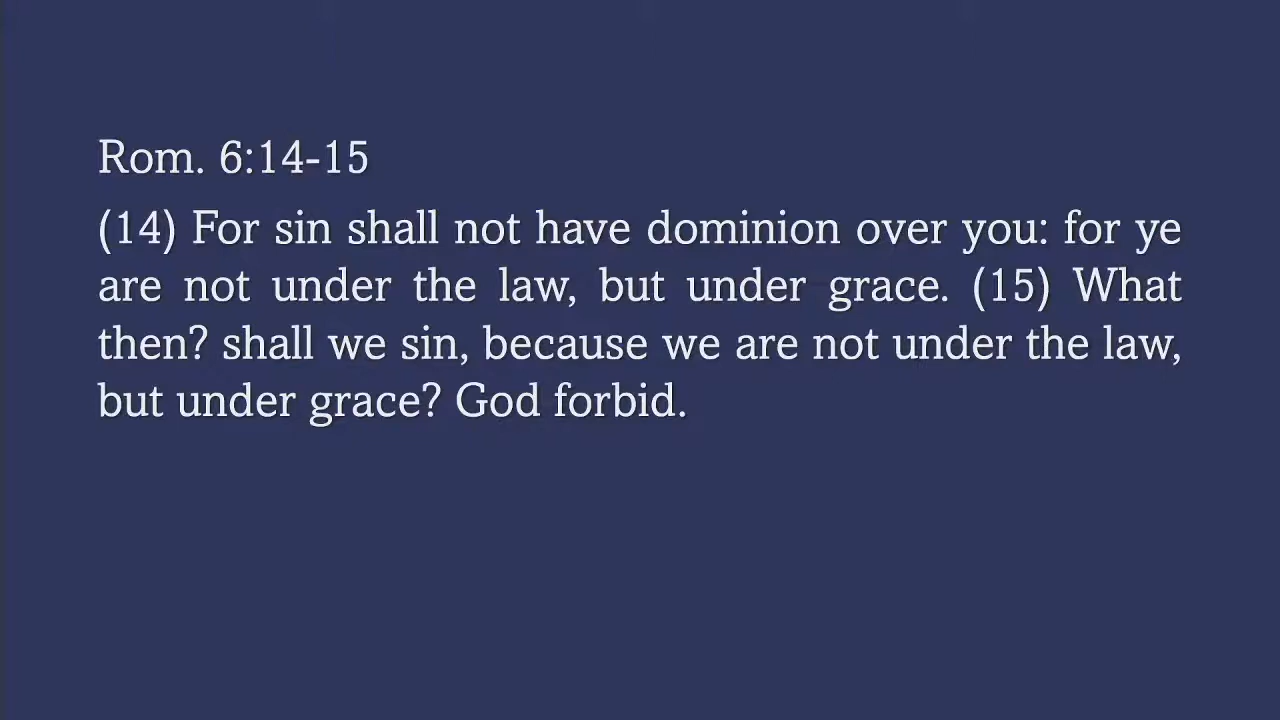 Rom. 6:14-15
(14) For sin shall not have dominion over you: for ye
are not under the law, but under grace. (15) What
then? shall we sin, because we are not under the law,
but under grace? God forbid.